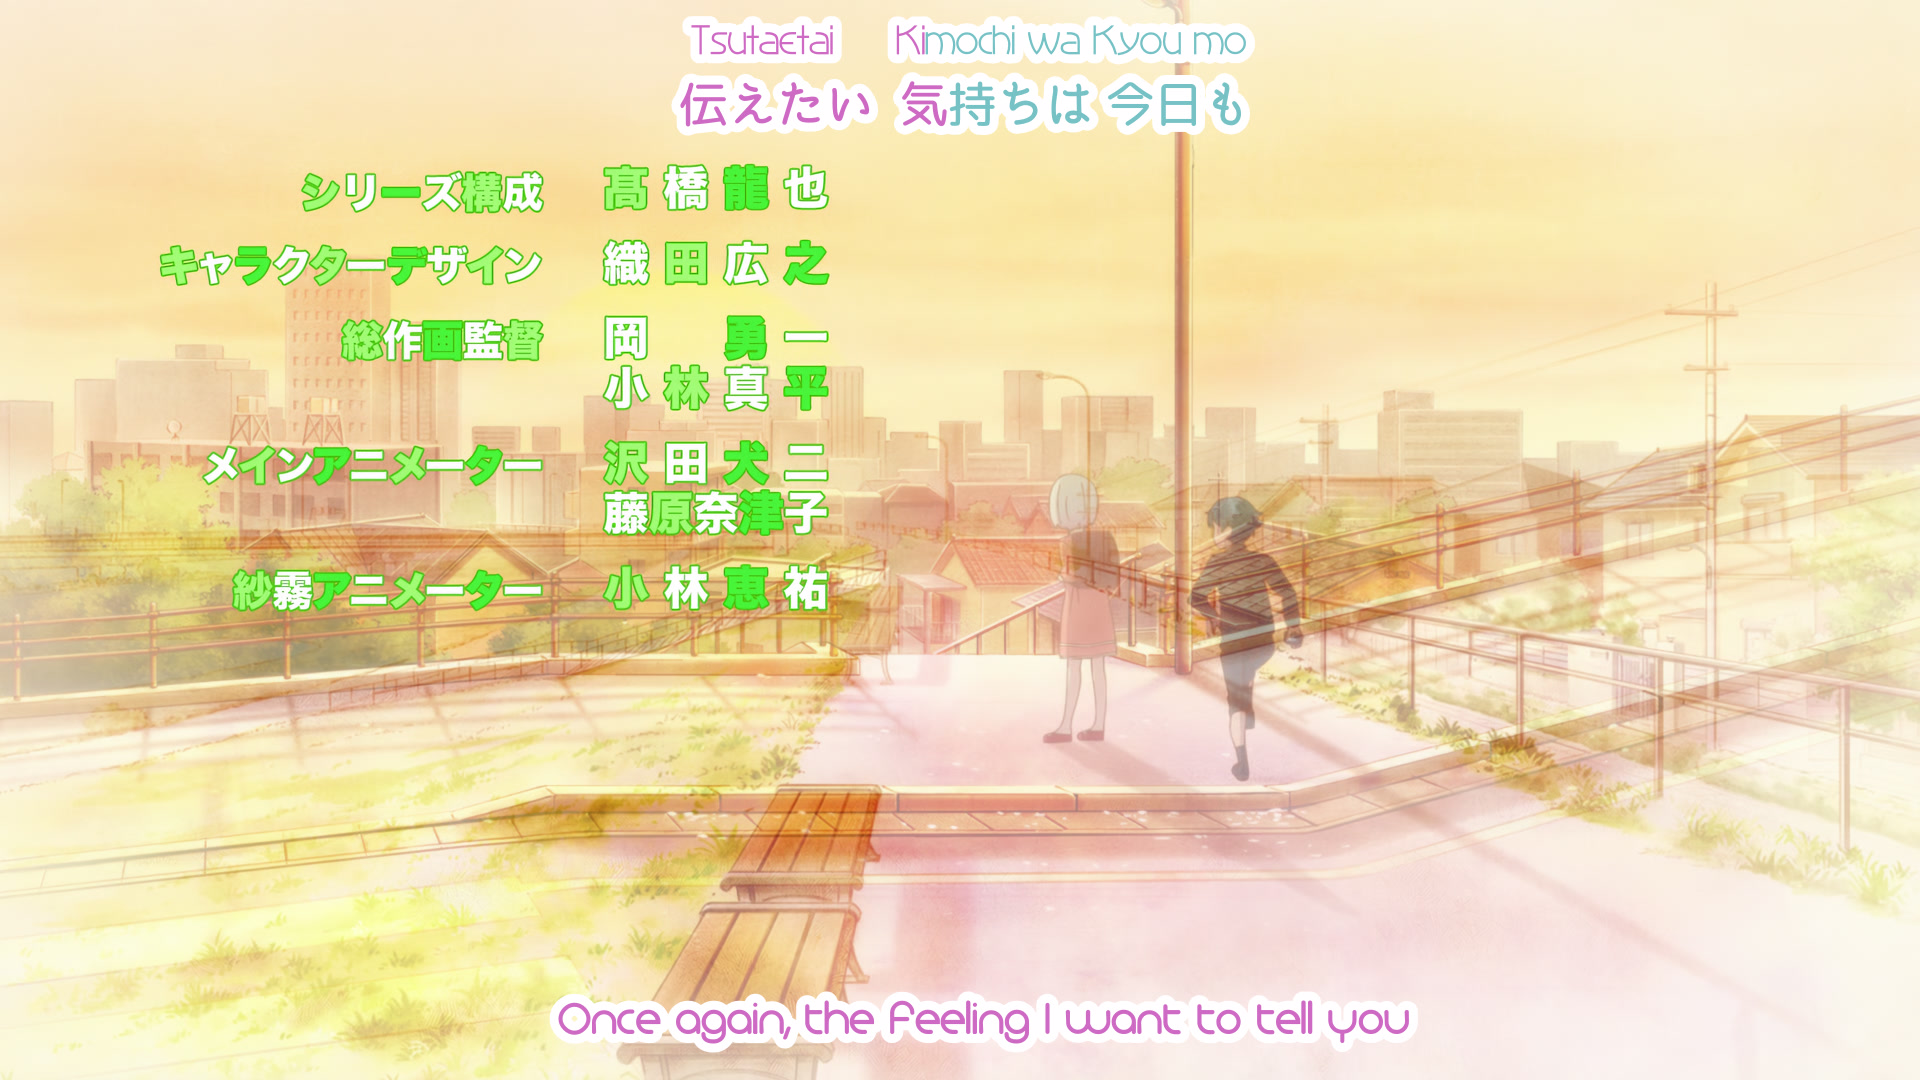 Tsutaetai Kimochi wa Kyou mo
伝えたい 気持ちは 今日も
シリーズ構成 髙橋龍也
キャラクターデザイン 織田広之
総作画監督 岡 勇一
小林真平
メインアニメーター 沢田犬二
藤原奈津子
紗霧アニメーター 小林恵祐
Once again, the feeling I want to tell you